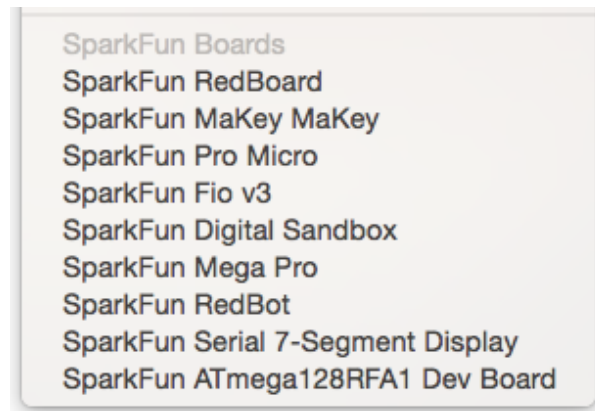 SparkFun Boards
SparkFun RedBoard
SparkFun MaKey MaKey
SparkFun Pro Micro
SparkFun Fio v3
SparkFun Digital Sandbox
SparkFun Mega Pro
SparkFun RedBot
SparkFun Serial 7-Segment Display
SparkFun ATmega128RFA1 Dev Board